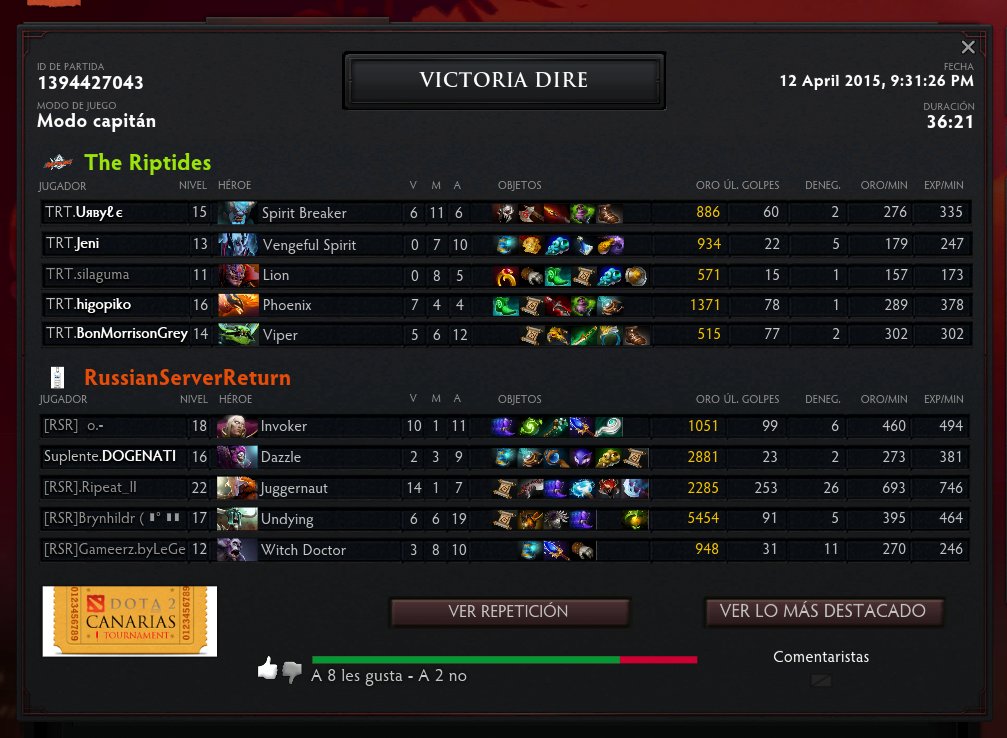 ID DE PARTIDA
1394427043
MODO DE JUEGO
Modo capitán
VICTORIA DIRE
FECHA
12 April 2015, 9:31:26 PM
DURACIÓN
36:21
The Riptides
JUGADOR NIVEL HÉROE V M A OBJETOS ORO ÚL. GOLPES DENEG. ORO/MIN EXP/MIN
TRT.Uявуℓє 15 Spirit Breaker 6 11 6 886 60 2 276 335
TRT.Jeni 13 Vengeful Spirit 0 7 10 934 22 5 179 247
TRT.silaguma 11 Lion 0 8 5 571 15 1 157 173
TRT.higopiko 16 Phoenix 7 4 4 1371 78 1 289 378
TRT.BonMorrisonGrey 14 Viper 5 6 12 515 77 2 302 302
RussianServerReturn
JUGADOR NIVEL HÉROE V M A OBJETOS ORO ÚL. GOLPES DENEG. ORO/MIN EXP/MIN
[RSR] o.- 18 Invoker 10 1 11 1051 99 6 460 494
Suplente.DOGENATI 16 Dazzle 2 3 9 2881 23 2 273 381
[RSR].Ripeat_ll 22 Juggernaut 14 1 7 2285 253 26 693 746
[RSR]Brynhildr ( 17 Undying 6 6 19 5454 91 5 395 464
[RSR]Gameerz.byLeGe 12 Witch Doctor 3 8 10 948 31 11 270 246
0123456789
DOTA 2
CANARIAS
TOURNAMENT
0123456789
VER REPETICIÓN
VER LO MÁS DESTACADO
A 8 les gusta - A 2 no
Comentaristas